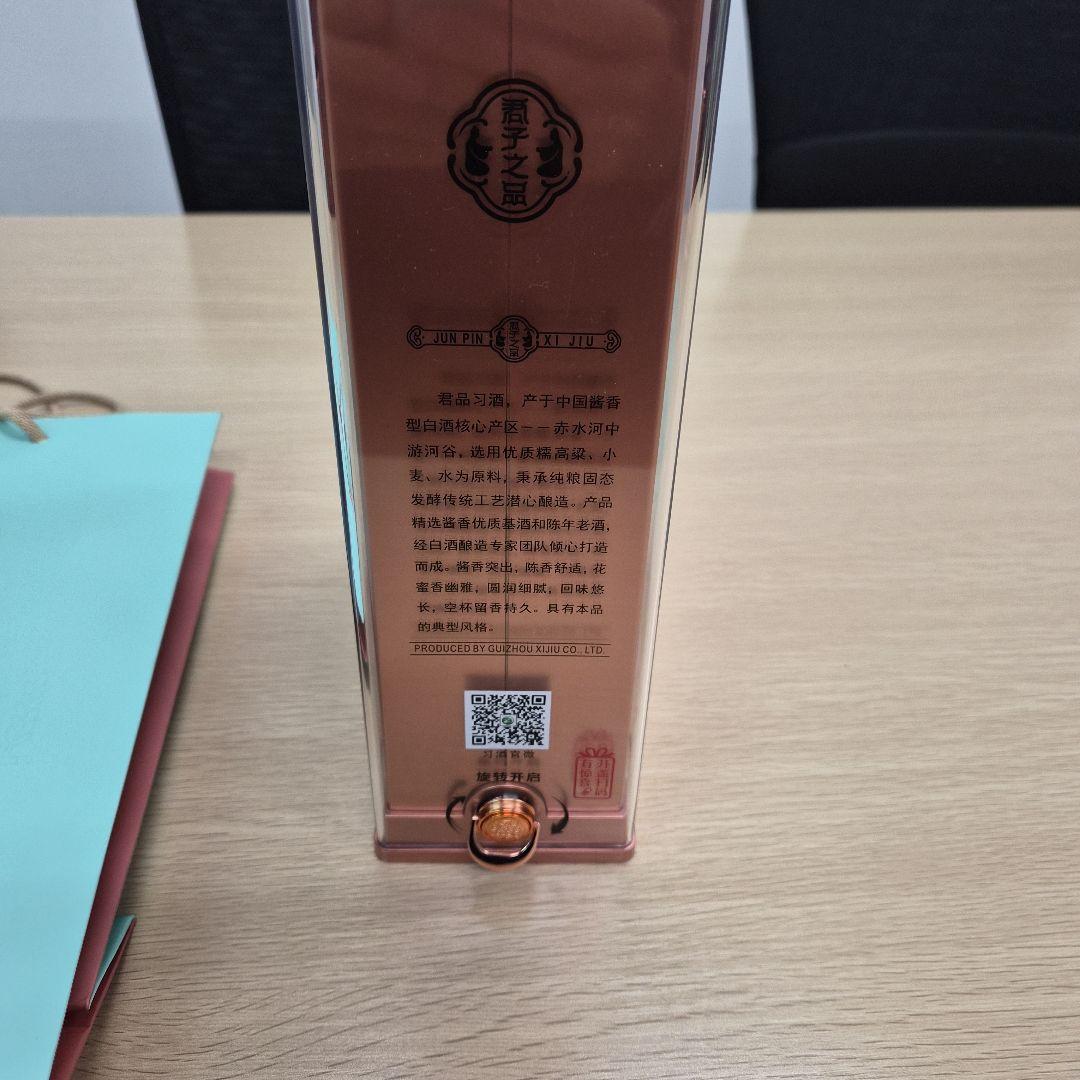 君子之品
JUN PIN 君子之品 XI JIU
君品习酒，产于中国酱香
型白酒核心产区——赤水河中
游河谷，选用优质糯高粱、小
麦、水为原料，秉承纯粮固态
发酵传统工艺潜心酿造。产品
精选酱香优质基酒和陈年老酒，
经白酒酿造专家团队倾心打造
而成。酱香突出，陈香舒适，花
蜜香幽雅，圆润细腻，回味悠
长，空杯留香持久。具有本品
的典型风格。
PRODUCED BY GUIZHOU XIJIU CO., LTD.
习酒官微
旋转开启
开盖扫码
有惊喜